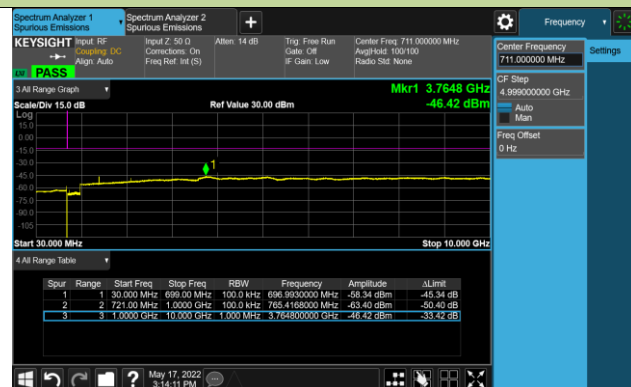 Spectrum Analyzer 1
Spurious Emissions
Spectrum Analyzer 2
Spurious Emissions
+
Frequency
KEYSIGHT
Input: RF
Coupling: DC
Align: Auto
Input Z: 50 Ω
Corrections: On
Freq Ref: Int (S)
Atten: 14 dB
Trig: Free Run
Gate: Off
IF Gain: Low
Center Freq: 711.000000 MHz
Avg|Hold: 100/100
Radio Std: None
PASS
Center Frequency
711.000000 MHz
Settings
CF Step
4.999000000 GHz
Auto
Man
Freq Offset
0 Hz
3 All Range Graph
Mkr1 3.7648 GHz
Scale/Div 15.0 dB
Ref Value 30.00 dBm
-46.42 dBm
Log
15.0
0.00
-15.0
-30.0
-45.0
-60.0
-75.0
-90.0
-105
1
Start 30.000 MHz
Stop 10.000 GHz
4 All Range Table
Spur Range Start Freq Stop Freq RBW Frequency Amplitude ΔLimit
1 1 30.000 MHz 699.00 MHz 100.0 kHz 696.9930000 MHz -58.34 dBm -45.34 dB
2 2 721.00 MHz 1.0000 GHz 100.0 kHz 765.4168000 MHz -63.40 dBm -50.40 dB
3 3 1.0000 GHz 10.000 GHz 1.000 MHz 3.764800000 GHz -46.42 dBm -33.42 dB
?
May 17, 2022
3:14:11 PM